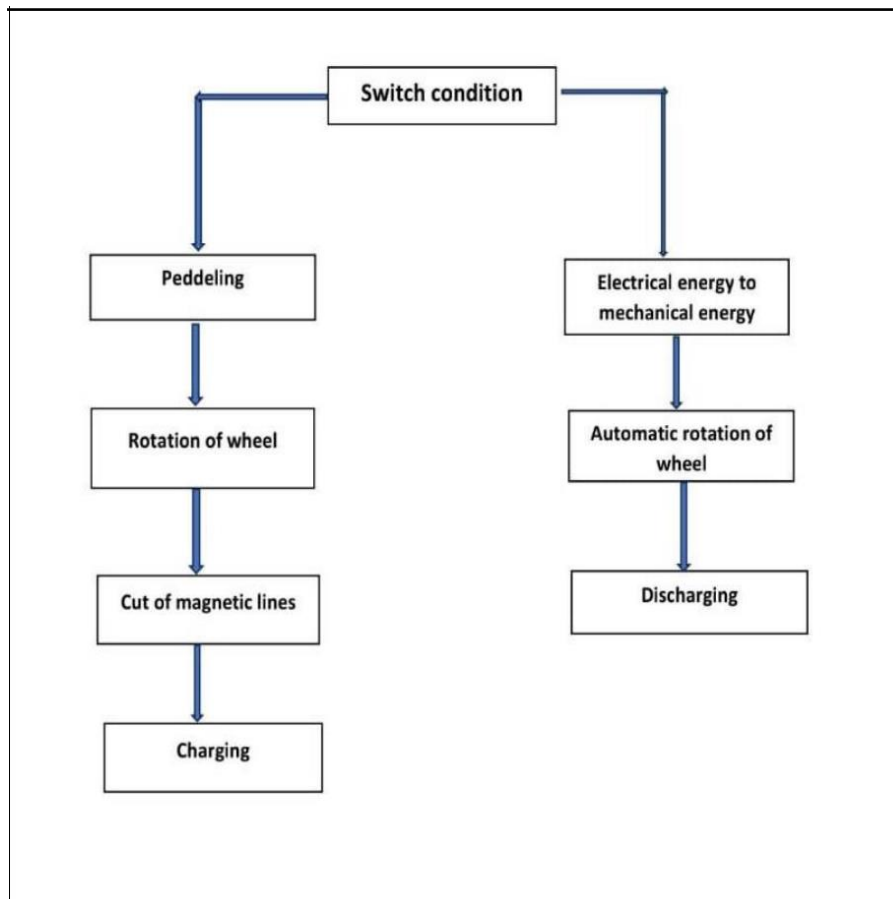 Switch condition
Peddeling
Rotation of wheel
Cut of magnetic lines
Charging
Electrical energy to
mechanical energy
Automatic rotation of
wheel
Discharging